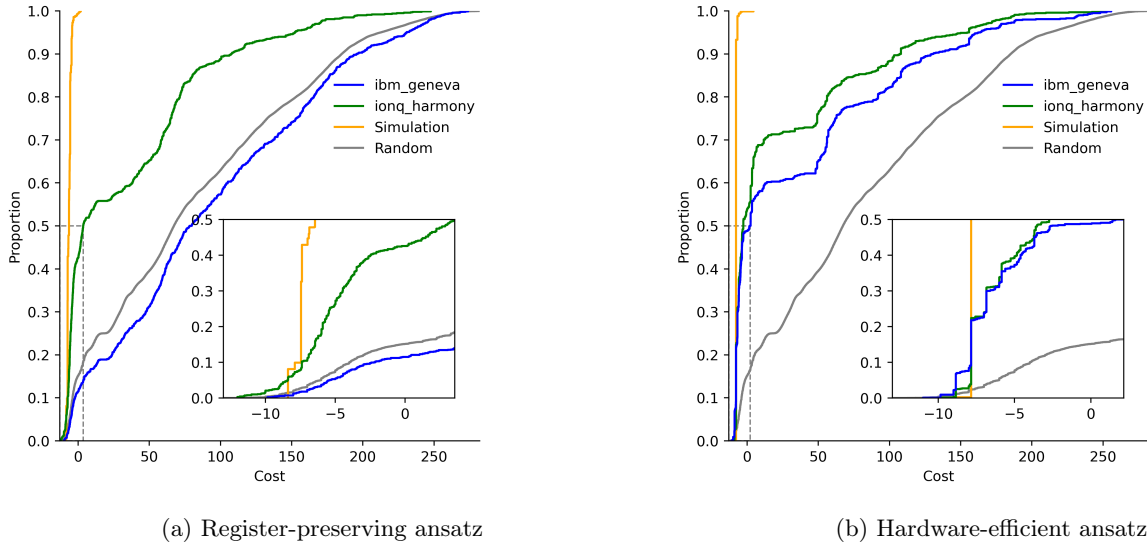 1.0
0.9
0.8
0.7
0.6
0.5
0.4
0.3
0.2
0.1
0.0
Proportion
ibm_geneva
ionq_harmony
Simulation
Random
0.5
0.4
0.3
0.2
0.1
0.0
−10 −5 0
0 50 100 150 200 250
Cost
(a) Register-preserving ansatz
1.0
0.9
0.8
0.7
0.6
0.5
0.4
0.3
0.2
0.1
0.0
Proportion
ibm_geneva
ionq_harmony
Simulation
Random
0.5
0.4
0.3
0.2
0.1
0.0
−10 −5 0
0 50 100 150 200 250
Cost
(b) Hardware-efficient ansatz